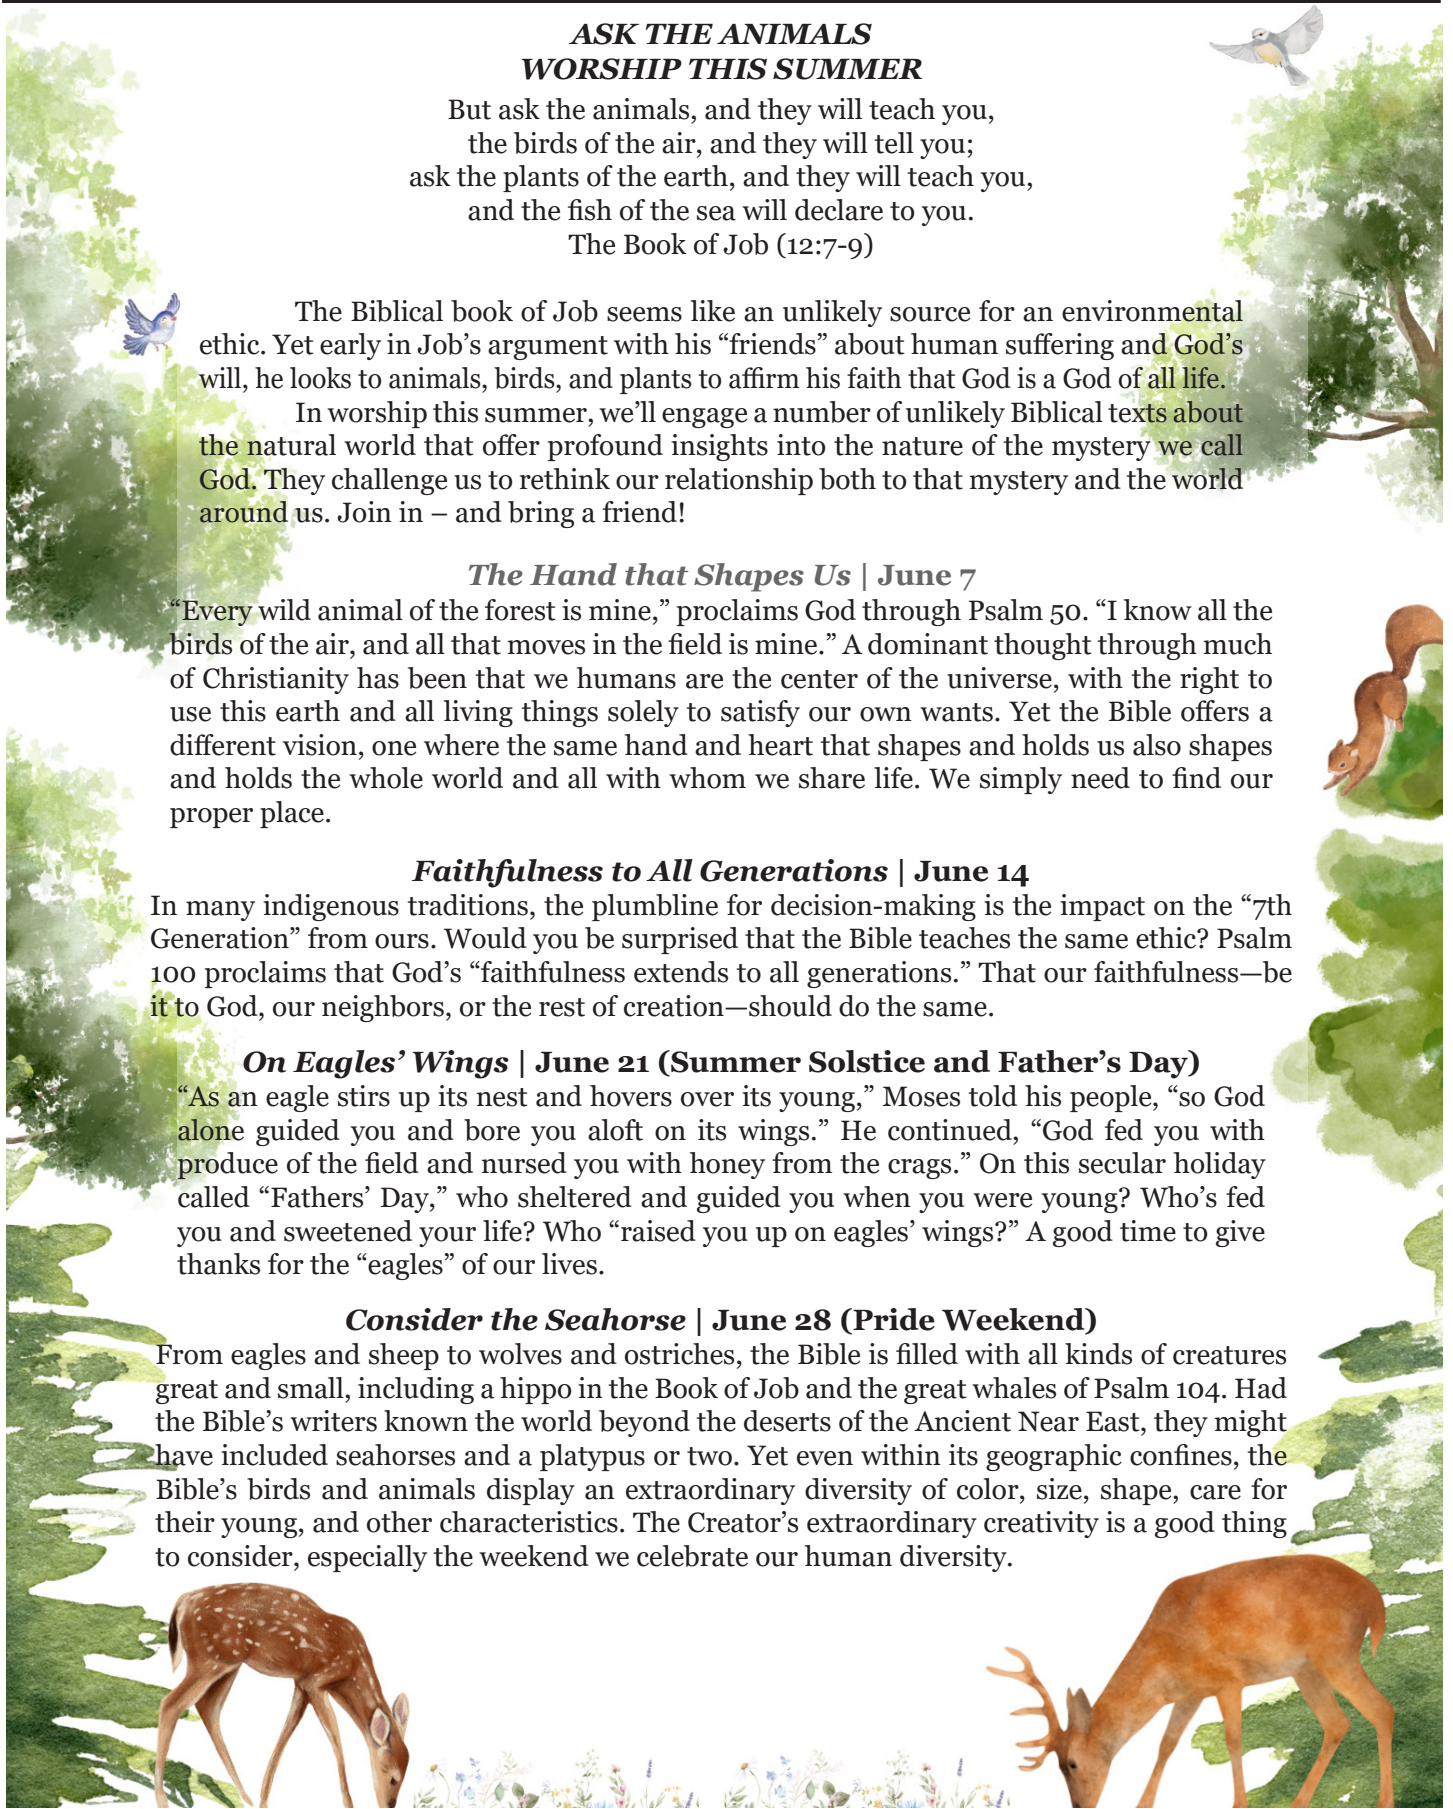 ASK THE ANIMALS
WORSHIP THIS SUMMER
But ask the animals, and they will teach you,
the birds of the air, and they will tell you;
ask the plants of the earth, and they will teach you,
and the fish of the sea will declare to you.
The Book of Job (12:7-9)
The Biblical book of Job seems like an unlikely source for an environmental
ethic. Yet early in Job’s argument with his “friends” about human suffering and God’s
will, he looks to animals, birds, and plants to affirm his faith that God is a God of all life.
In worship this summer, we’ll engage a number of unlikely Biblical texts about
the natural world that offer profound insights into the nature of the mystery we call
God. They challenge us to rethink our relationship both to that mystery and the world
around us. Join in – and bring a friend!
The Hand that Shapes Us | June 7
“Every wild animal of the forest is mine,” proclaims God through Psalm 50. “I know all the
birds of the air, and all that moves in the field is mine.” A dominant thought through much
of Christianity has been that we humans are the center of the universe, with the right to
use this earth and all living things solely to satisfy our own wants. Yet the Bible offers a
different vision, one where the same hand and heart that shapes and holds us also shapes
and holds the whole world and all with whom we share life. We simply need to find our
proper place.
Faithfulness to All Generations | June 14
In many indigenous traditions, the plumbline for decision-making is the impact on the “7th
Generation” from ours. Would you be surprised that the Bible teaches the same ethic? Psalm
100 proclaims that God’s “faithfulness extends to all generations.” That our faithfulness—be
it to God, our neighbors, or the rest of creation—should do the same.
On Eagles’ Wings | June 21 (Summer Solstice and Father’s Day)
“As an eagle stirs up its nest and hovers over its young,” Moses told his people, “so God
alone guided you and bore you aloft on its wings.” He continued, “God fed you with
produce of the field and nursed you with honey from the crags.” On this secular holiday
called “Fathers’ Day,” who sheltered and guided you when you were young? Who’s fed
you and sweetened your life? Who “raised you up on eagles’ wings?” A good time to give
thanks for the “eagles” of our lives.
Consider the Seahorse | June 28 (Pride Weekend)
From eagles and sheep to wolves and ostriches, the Bible is filled with all kinds of creatures
great and small, including a hippo in the Book of Job and the great whales of Psalm 104. Had
the Bible’s writers known the world beyond the deserts of the Ancient Near East, they might
have included seahorses and a platypus or two. Yet even within its geographic confines, the
Bible’s birds and animals display an extraordinary diversity of color, size, shape, care for
their young, and other characteristics. The Creator’s extraordinary creativity is a good thing
to consider, especially the weekend we celebrate our human diversity.